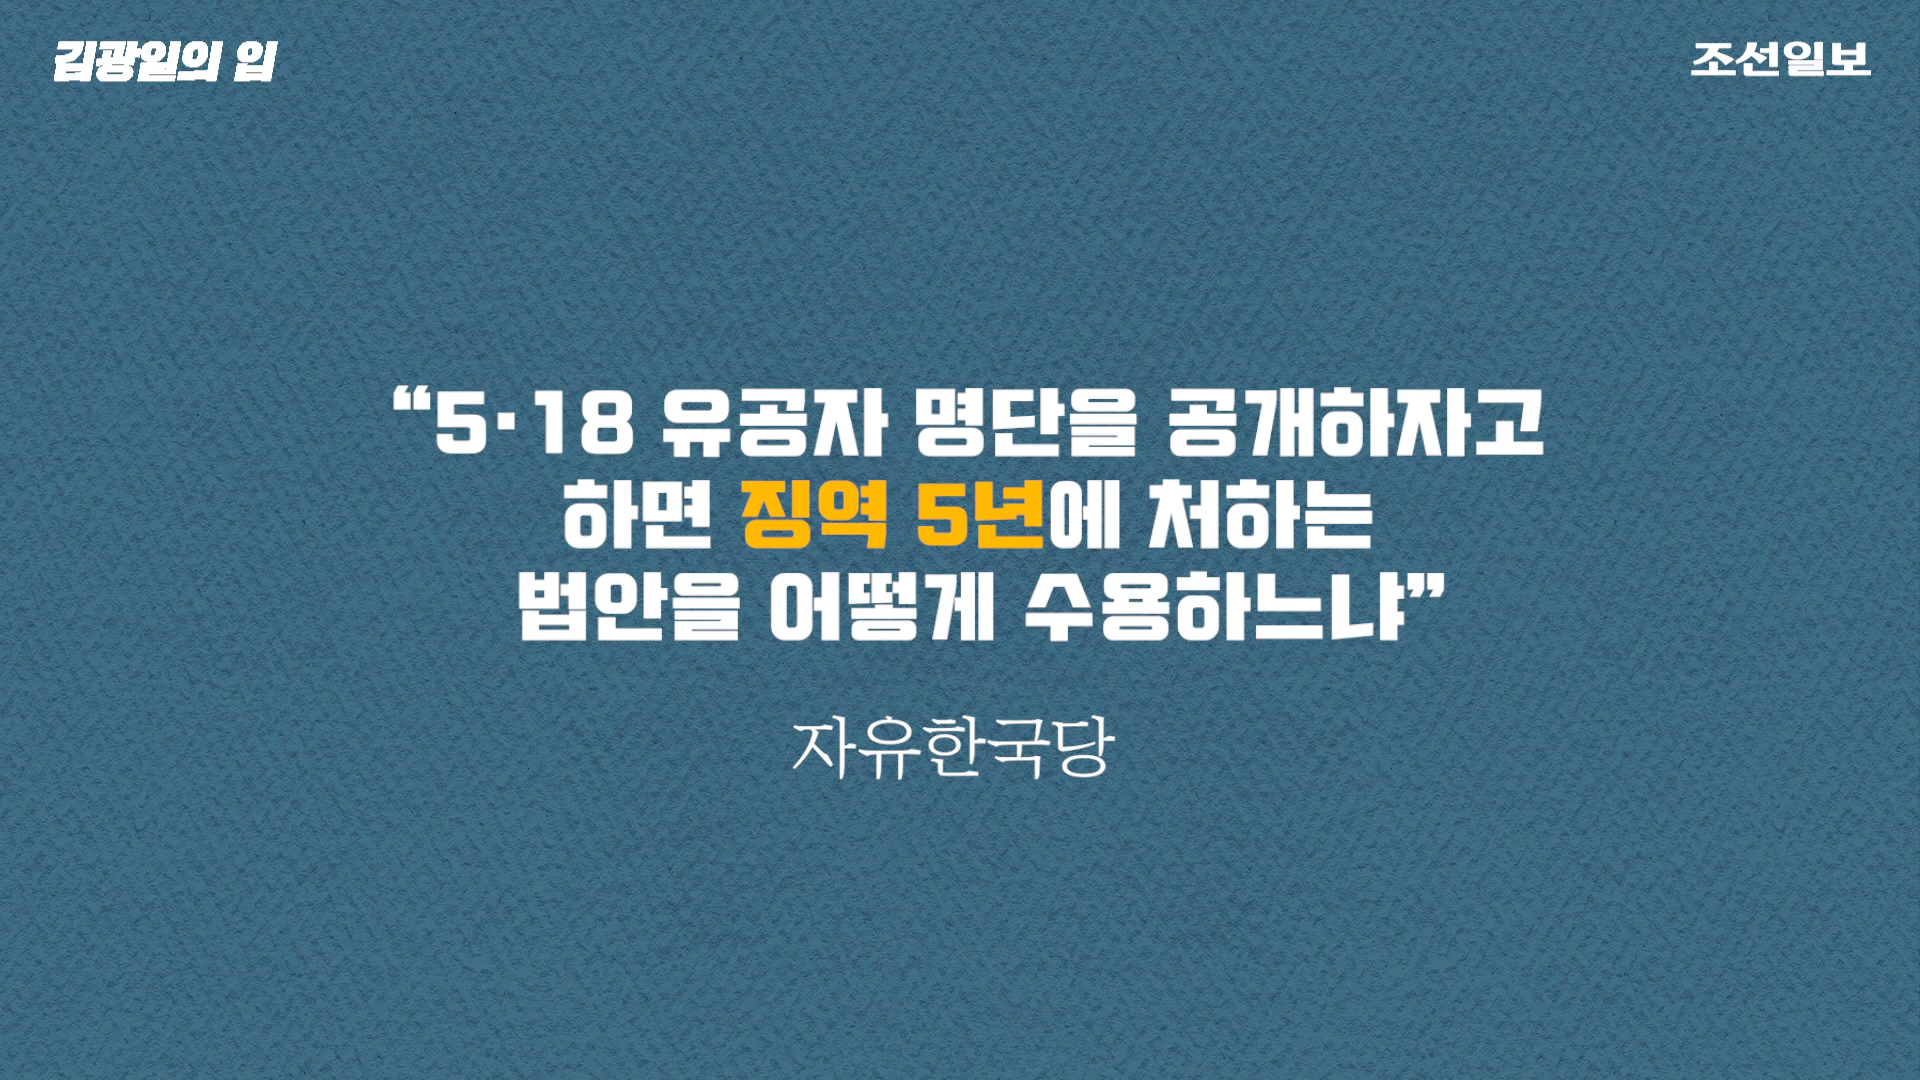 김광일의 입
조선일보
“5·18 유공자 명단을 공개하자고
하면 징역 5년에 처하는
법안을 어떻게 수용하느냐”
자유한국당